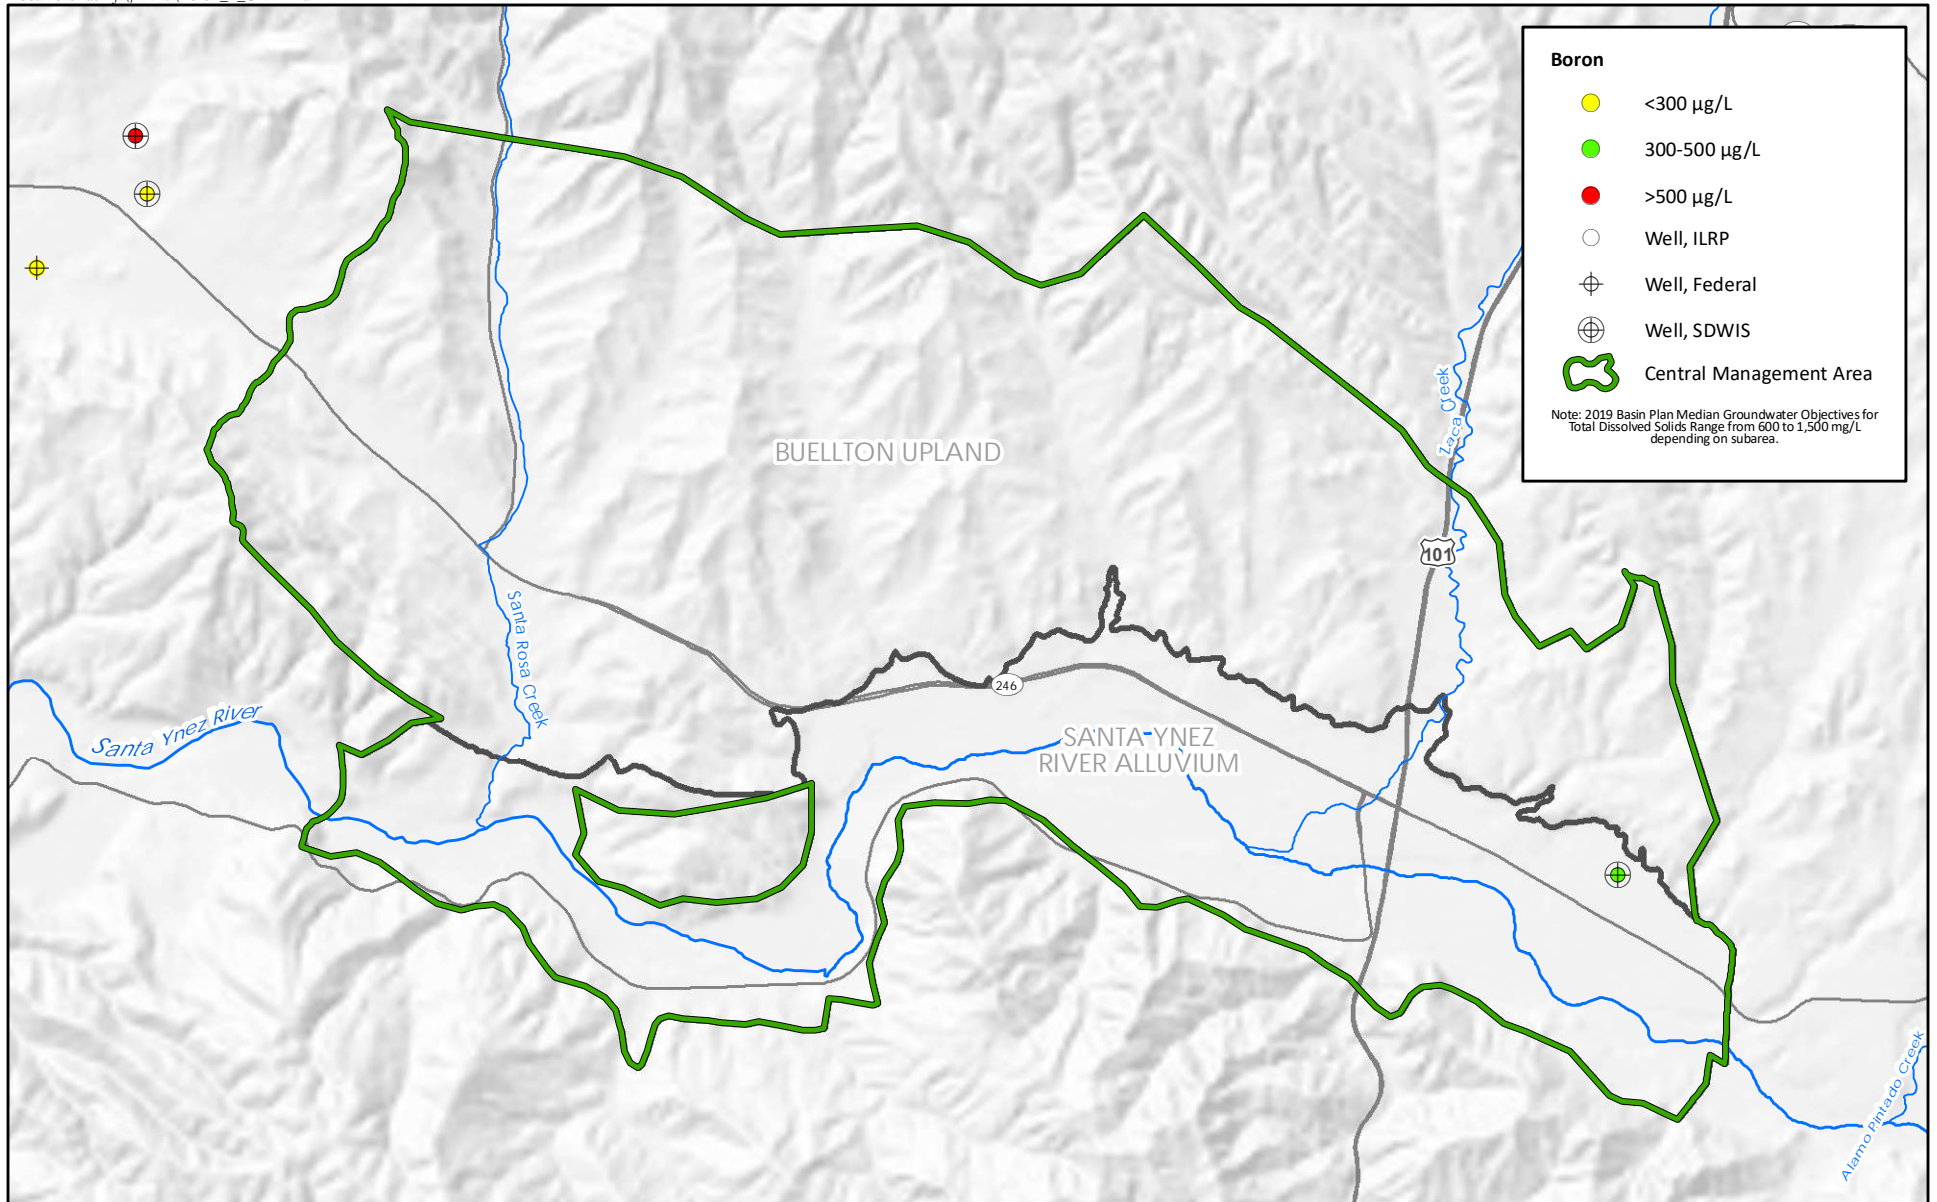 Boron
<300 µg/L
300-500 µg/L
>500 µg/L
Well, ILRP
Well, Federal
Well, SDWIS
Central Management Area
Note: 2019 Basin Plan Median Groundwater Objectives for
Total Dissolved Solids Range from 600 to 1,500 mg/L
depending on subarea.
Zaca Creek
BUELLTON UPLAND
101
Santa Rosa Creek
246
Santa Ynez River
SANTA YNEZ
RIVER ALLUVIUM
Alamo Pintado Creek